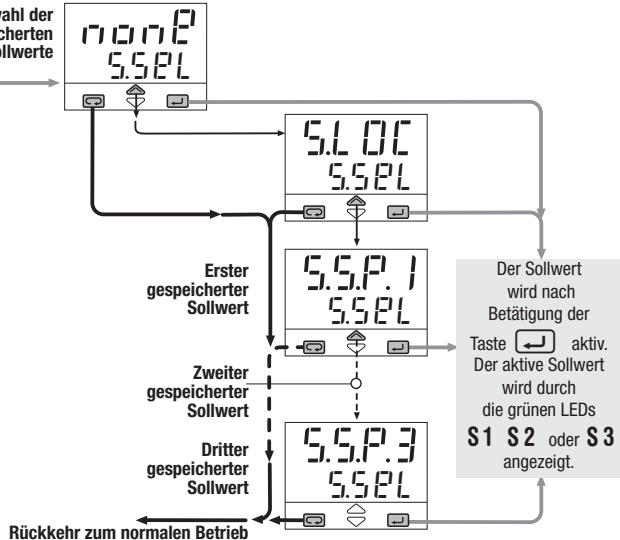 wahl der
cherten
ollwerte
nonE
S.SEL
S.LOC
S.SEL
Erster
gespeicherter
Sollwert
S.S.P.1
S.SEL
Zweiter
gespeicherter
Sollwert
Dritter
gespeicherter
Sollwert
S.S.P.3
S.SEL
Rückkehr zum normalen Betrieb
Der Sollwert
wird nach
Betätigung der
Taste aktiv.
Der aktive Sollwert
wird durch
die grünen LEDs
S1 S2 oder S3
angezeigt.